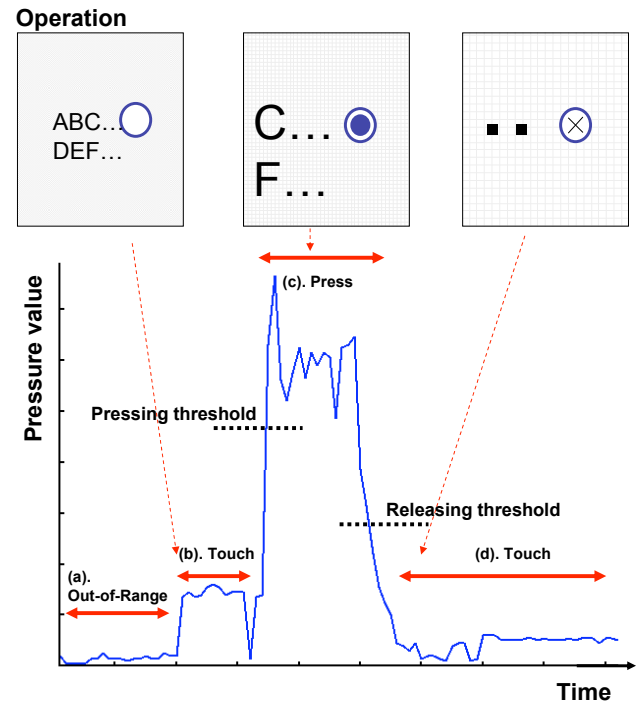 Operation
ABC...
DEF...
C...
F...
(c). Press
Pressure value
Pressing threshold
Releasing threshold
(b). Touch
(d). Touch
(a).
Out-of-Range
Time